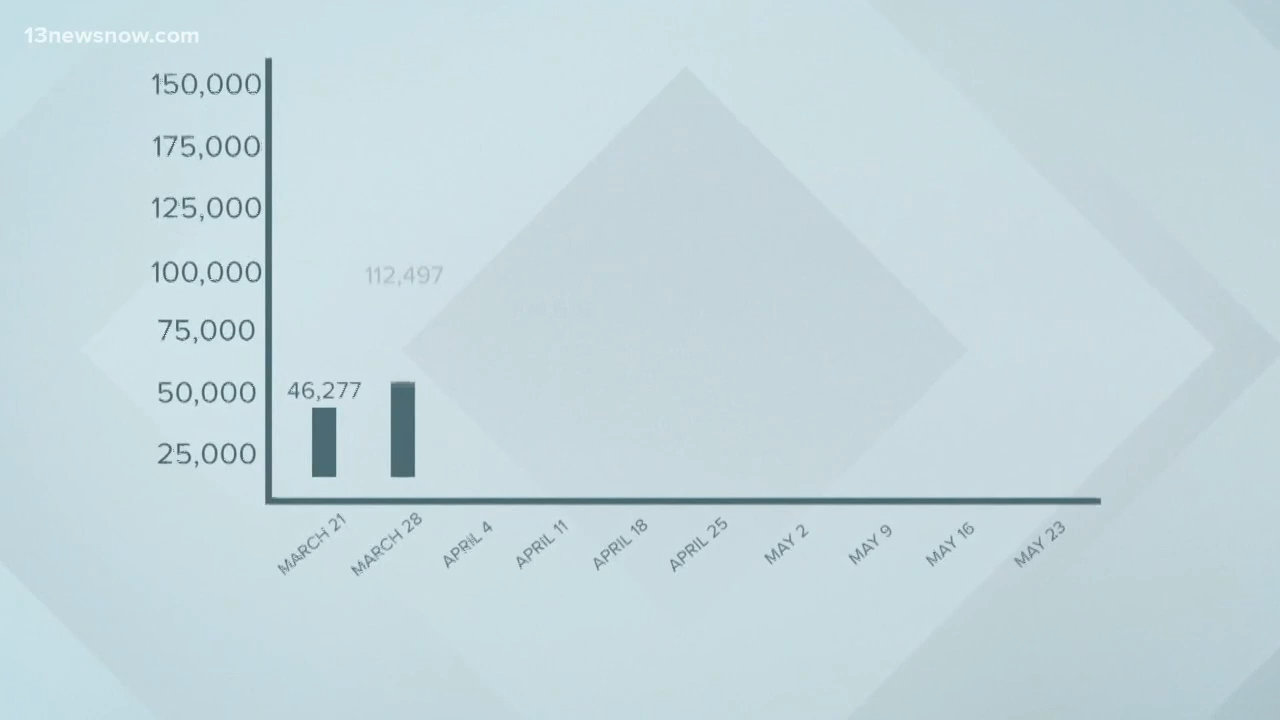 13newsnow.com
150,000
175,000
125,000
100,000
112,497
75,000
50,000
46,277
25,000
MARCH 21
MARCH 28
APRIL 4
APRIL 11
APRIL 18
APRIL 25
MAY 2
MAY 9
MAY 16
MAY 23